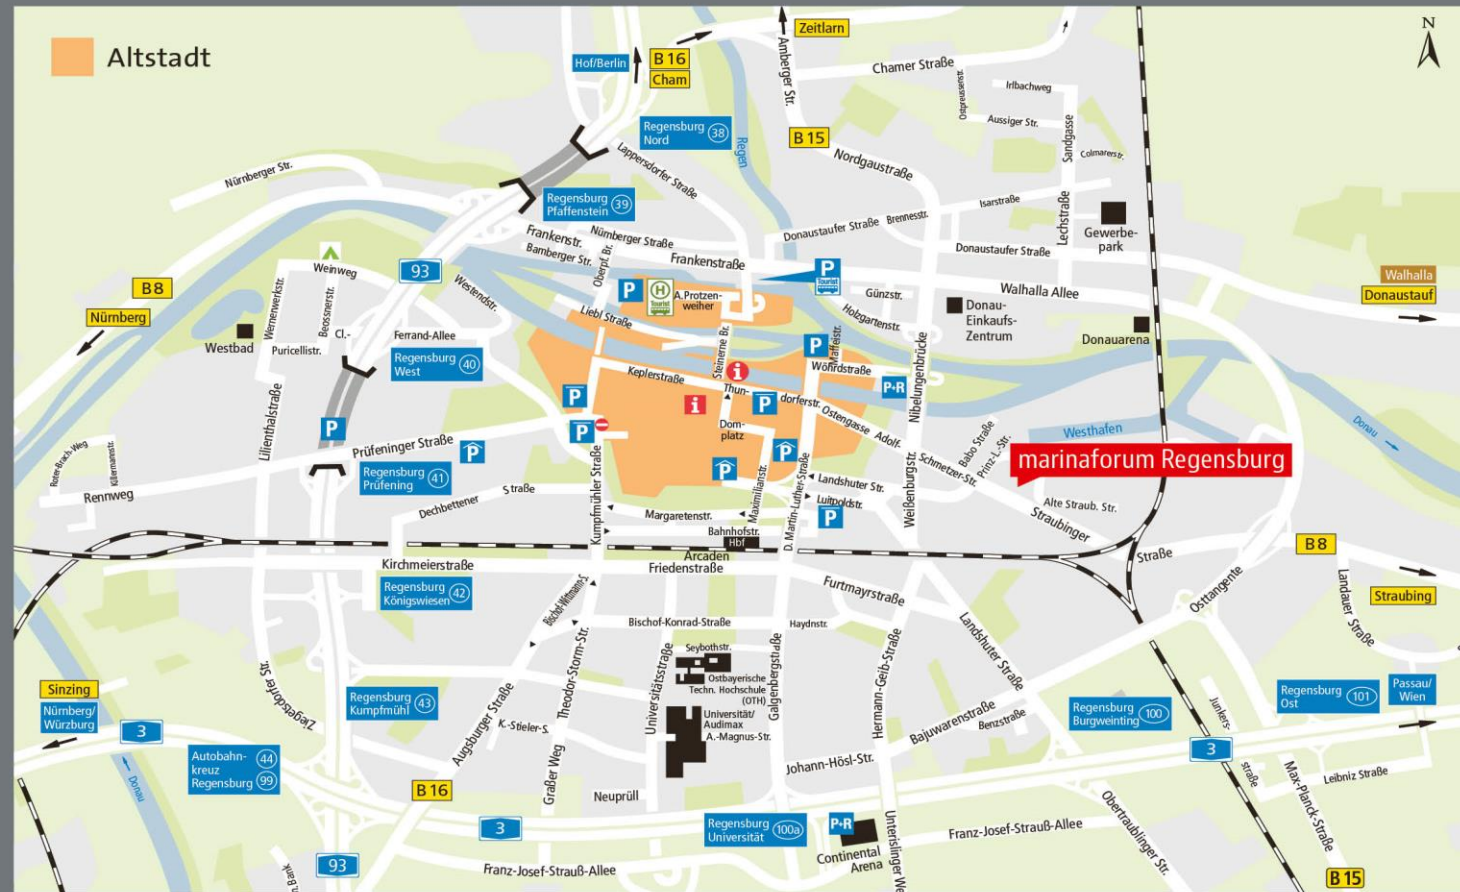 Altstadt
N
Zeitlarn
Hof/Berlin
B 16
Cham
Amberger Str.
Chamer Straße
Ostpreussenstr.
Irlbachweg
Aussiger Str.
Sandgasse
Colmarerstr.
Regensburg
Nord
38
Regen
B 15
Nordgaustraße
Lappersdorfer Straße
Nürnberger Str.
Regensburg
Pfaffenstein
39
Isarstraße
Brennesstr.
Donaustaufer Straße
Lechstraße
Gewerbe-
park
Frankenstr.
Nürnberger Straße
Bamberger Str.
Oberpf. Br.
Frankenstraße
Donaustaufer Straße
Weinweg
93
Westendstr.
P
H
Tourist
A.Protzen-
weiher
P
Tourist
Günzstr.
Walhalla Allee
Walhalla
Donaustauf
B 8
Nürnberg
Wernerwerkstr.
Beossnerstr.
Cl.-
Ferrand-Allee
Liebl Straße
Steinerne Br.
Holzgartenstr.
Donau-
Einkaufs-
Zentrum
Donauarena
Westbad
Puricellistr.
Regensburg
West
40
Keplerstraße
i
P
Maffeistr.
Wöhrdstraße
P+R
Nibelungenbrücke
P
i
Thun-
dorferstr.
P
Ostengasse
Adolf-
Schmetzer-Str.
Donau
Lilienthalstraße
P
Prüfeninger Straße
P
P
Dom-
platz
P
P
Babo Straße
Prinz-L.-Str.
Westhafen
marinaforum Regensburg
Rennweg
Regensburg
Prüfening
41
Dechbettener
Straße
Kumpfmühler Straße
Maximilianstr.
D. Martin-Luther-Straße
Landshuter Str.
Luitpoldstr.
P
Weißenburgstr.
Alte Straub. Str.
Straubinger
Straße
Margaretenstr.
Bahnhofstr.
Hbf
Arcaden
Friedenstraße
B 8
Straubing
Landauer Straße
Kirchmeierstraße
Regensburg
Königswiesen
42
Bischof-Wittmann-S.
Furtmayrstraße
Osttangente
Bischof-Konrad-Straße
Haydnstr.
Seybothstr.
Landshuter Straße
Ziegetsdorfer Str.
Theodor-Storm-Str.
Universitätsstraße
Ostbayerische
Techn. Hochschule
(OTH)
Galgenbergstraße
Hermann-Geib-Straße
Sinzing
Nürnberg/
Würzburg
3
Regensburg
Kumpfmühl
43
Augsburger Straße
K.-Stieler-S.
Universität/
Audimax
A.-Magnus-Str.
Bajuwarenstraße
Benzstraße
Regensburg
Burgweinting
100
Junkers-
straße
Regensburg
Ost
101
Passau/
Wien
3
Donau
Autobahn-
kreuz
Regensburg
44
99
B 16
Graßer Weg
Neuprüll
Johann-Hösl-Str.
Max-Planck-Straße
Leibniz Straße
3
Regensburg
Universität
100a
P+R
Continental
Arena
Unterislinger We
Franz-Josef-Strauß-Allee
Obertraublinger Str.
93
Franz-Josef-Strauß-Allee
B 15